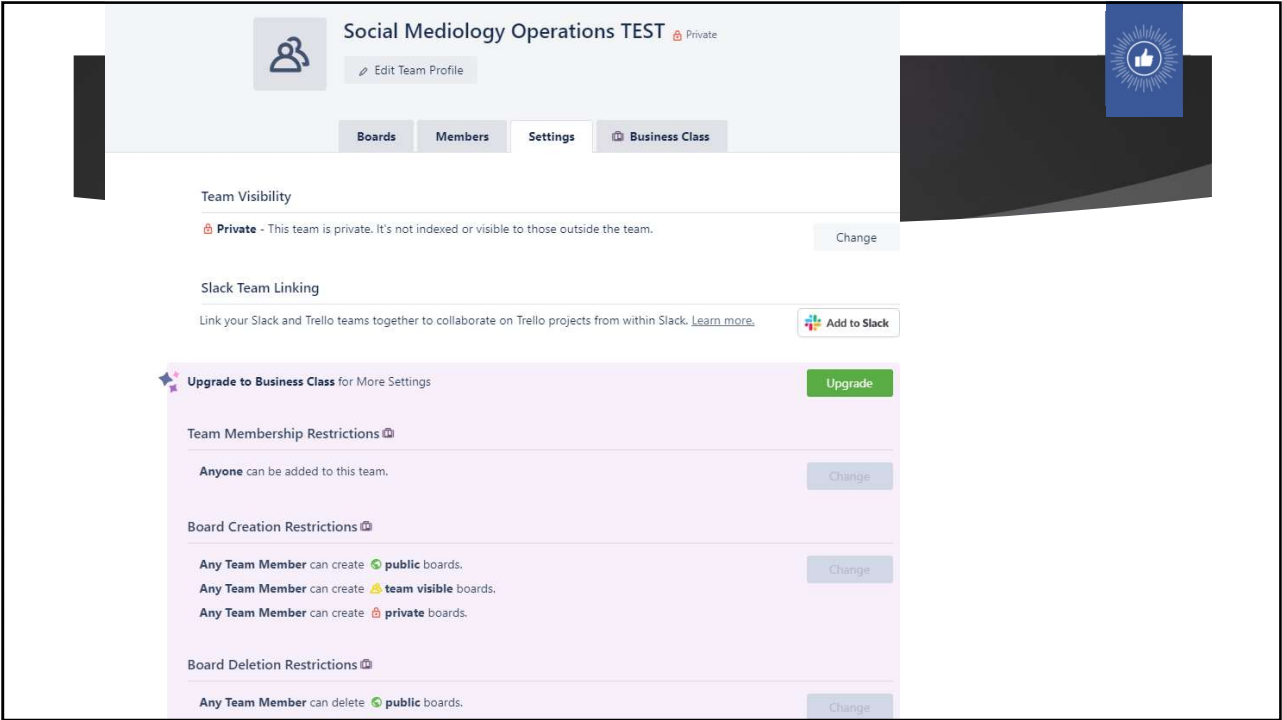 Social Mediology Operations TEST Private
Edit Team Profile
Boards Members Settings Business Class
Team Visibility
Private - This team is private. It's not indexed or visible to those outside the team.
Change
Slack Team Linking
Link your Slack and Trello teams together to collaborate on Trello projects from within Slack. Learn more.
Add to Slack
Upgrade to Business Class for More Settings
Upgrade
Team Membership Restrictions
Anyone can be added to this team.
Change
Board Creation Restrictions
Any Team Member can create public boards.
Change
Any Team Member can create team visible boards.
Any Team Member can create private boards.
Board Deletion Restrictions
Any Team Member can delete public boards.
Change